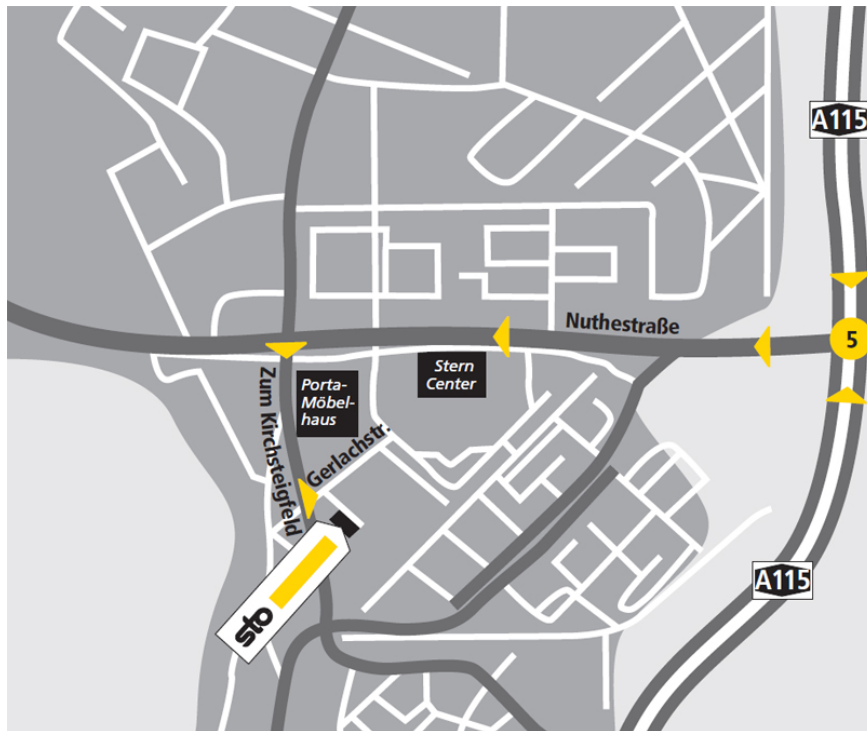 A115
Nuthestraße
5
Stern
Center
Porta-
Möbel-
haus
Zum Kirchsteigfeld
Gerlachstr.
A115
sto